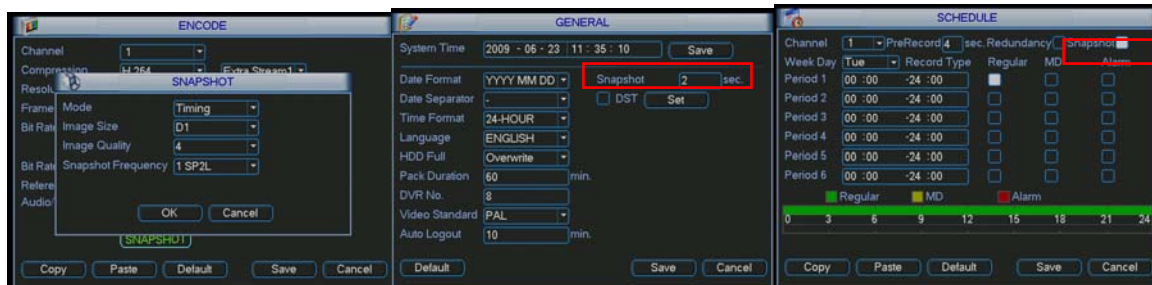 ENCODE
Channel 1
Compression H.264 Extra Stream1
SNAPSHOT
Mode Timing
Image Size D1
Image Quality 4
Snapshot Frequency 1 SP2L
OK Cancel
Frame
Bit Rate
Bit Rate
Audio/
SNAPSHOT
Copy Paste Default Save Cancel
GENERAL
System Time 2009 - 06 - 23 11 : 35 : 10 Save
Date Format YYYY MM DD Snapshot 2 sec.
Date Separator - DST Set
Time Format 24-HOUR
Language ENGLISH
HDD Full Overwrite
Pack Duration 60 min.
DVR No. 8
Video Standard PAL
Auto Logout 10 min.
Default Save Cancel
SCHEDULE
Channel 1 PreRecord 4 sec. Redundancy Snapshot
Week Day Tue Record Type Regular MD Alarm
Period 1 00 :00 -24 :00
Period 2 00 :00 -24 :00
Period 3 00 :00 -24 :00
Period 4 00 :00 -24 :00
Period 5 00 :00 -24 :00
Period 6 00 :00 -24 :00
Regular MD Alarm
0 3 6 9 12 15 18 21 24
Copy Paste Default Save Cancel